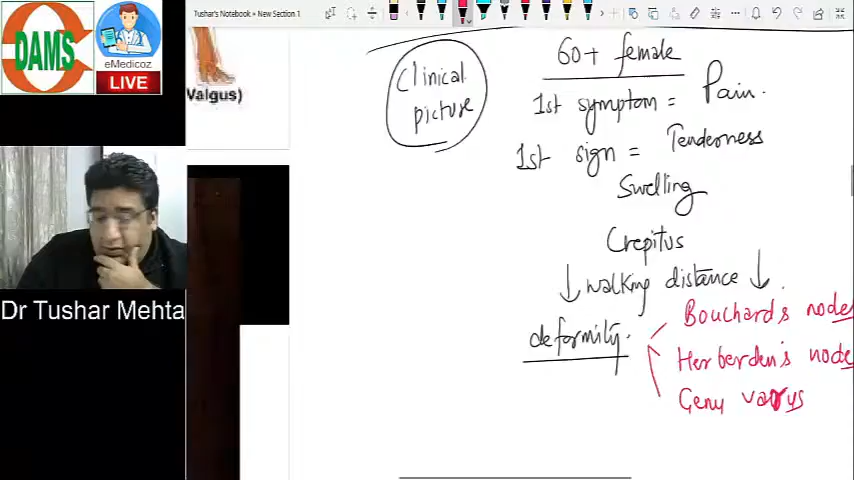 Tushar's Notebook > New Section 1
DAMS
eMedicoz
LIVE
Valgus)
Dr Tushar Mehta
Clinical
picture
60+ female
1st symptom = Pain.
1st sign = Tenderness
Swelling
Crepitus
↓ walking distance ↓.
deformity.
Bouchard's node
Herberden's node
Genu varus